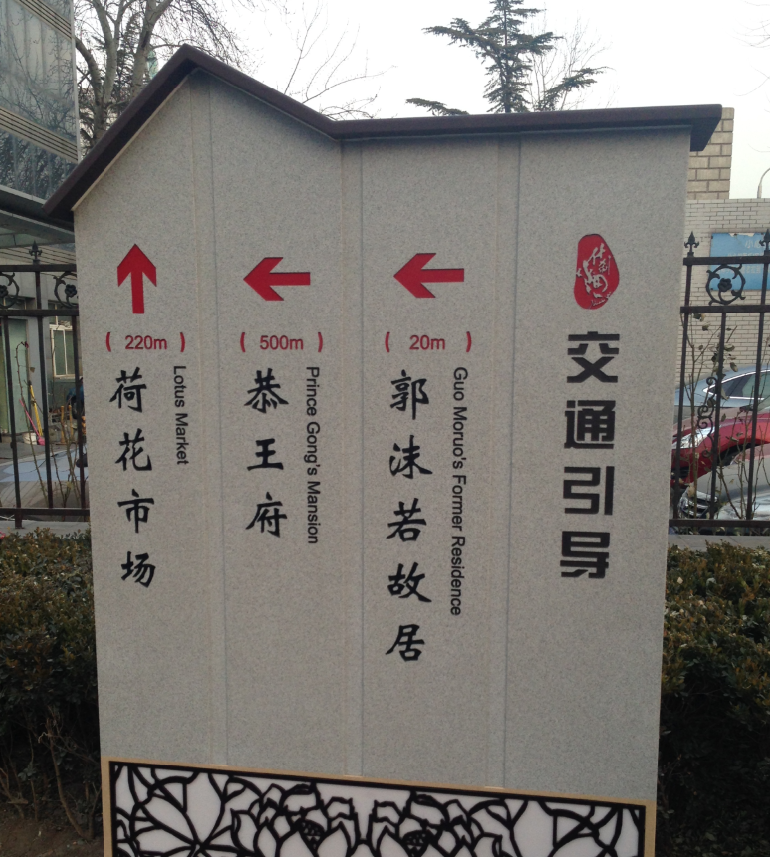 交通引导
(20m)
郭沫若故居
Guo Moruo's Former Residence
(500m)
恭王府
Prince Gong's Mansion
(220m)
荷花市场
Lotus Market